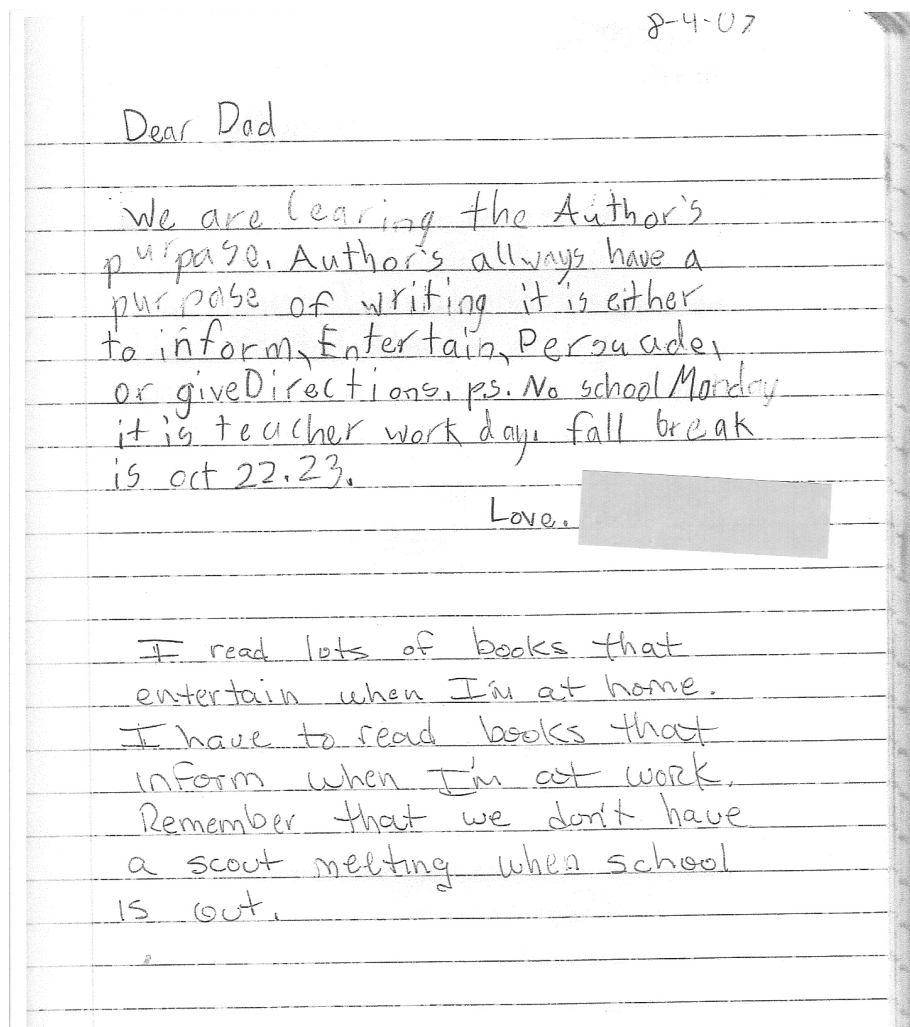 8-4-07
Dear Dad
We are learing the Author's
purpase. Author's allways have a
purpose of writing it is either
to inform, Entertain, Persuade,
or give Directions, ps. No school Monday
it is teacher work day. fall break
is oct 22.23.
Love.
I read lots of books that
entertain when I'm at home.
I have to read books that
inform when I'm at work.
Remember that we don't have
a scout meeting when school
is out.